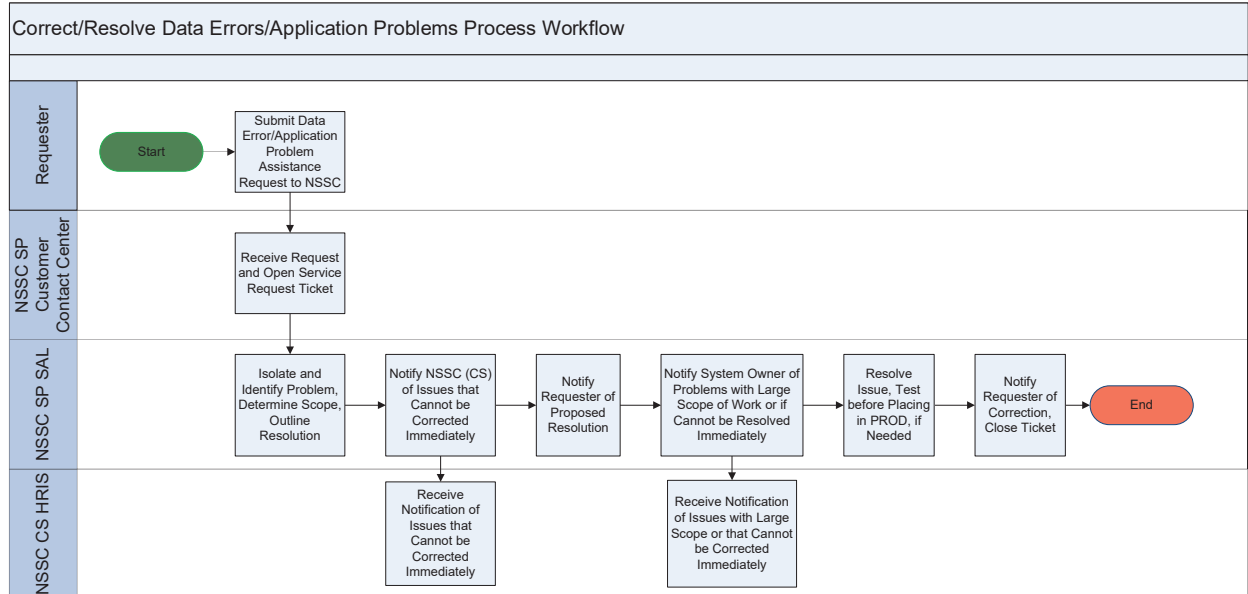 Correct/Resolve Data Errors/Application Problems Process Workflow
Requester
Start
Submit Data
Error/Application
Problem
Assistance
Request to NSSC
NSSC SP
Customer
Contact Center
Receive Request
and Open Service
Request Ticket
NSSC SP SAL
Isolate and
Identify Problem,
Determine Scope,
Outline
Resolution
Notify NSSC (CS)
of Issues that
Cannot be
Corrected
Immediately
Notify
Requester of
Proposed
Resolution
Notify System Owner of
Problems with Large
Scope of Work or if
Cannot be Resolved
Immediately
Resolve
Issue, Test
before Placing
in PROD, if
Needed
Notify
Requester of
Correction,
Close Ticket
End
NSSC CS HRIS
Receive
Notification of
Issues that
Cannot be
Corrected
Immediately
Receive Notification
of Issues with Large
Scope or that Cannot
be Corrected
Immediately